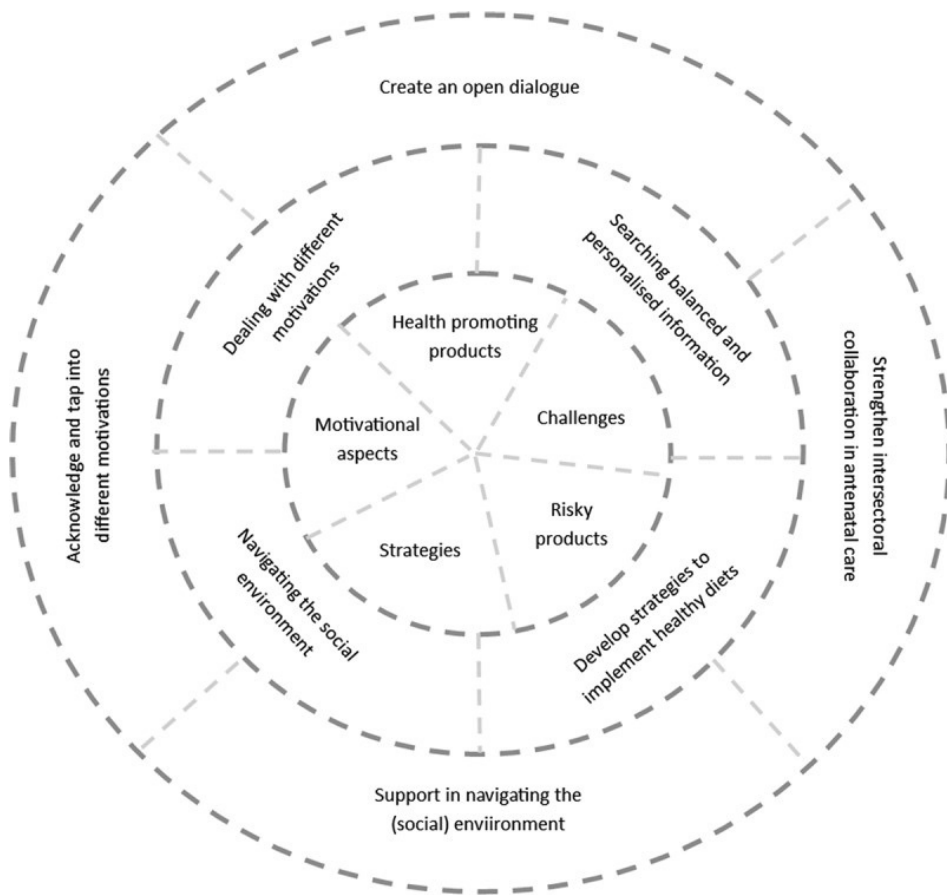 Create an open dialogue
Dealing with different
motivations
Searching balanced and
personalised information
Health promoting
products
Motivational
aspects
Challenges
Strategies
Risky
products
Acknowledge and tap into
different motivations
Strengthen intersectoral
collaboration in antenatal care
Navigating the social
environment
Develop strategies to
implement healthy diets
Support in navigating the
(social) enviironment